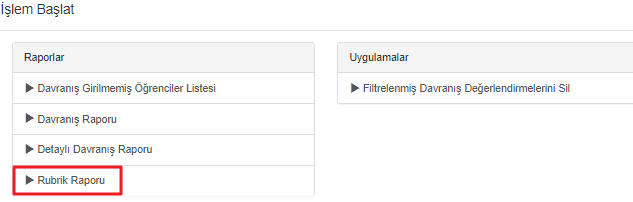 İşlem Başlat
Raporlar
Davranış Girilmemiş Öğrenciler Listesi
Davranış Raporu
Detaylı Davranış Raporu
Rubrik Raporu
Uygulamalar
Filtrelenmiş Davranış Değerlendirmelerini Sil